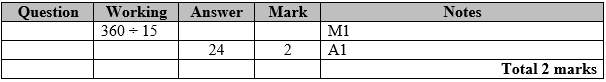 Question Working Answer Mark Notes
360 ÷ 15 M1
24 2 A1
Total 2 marks